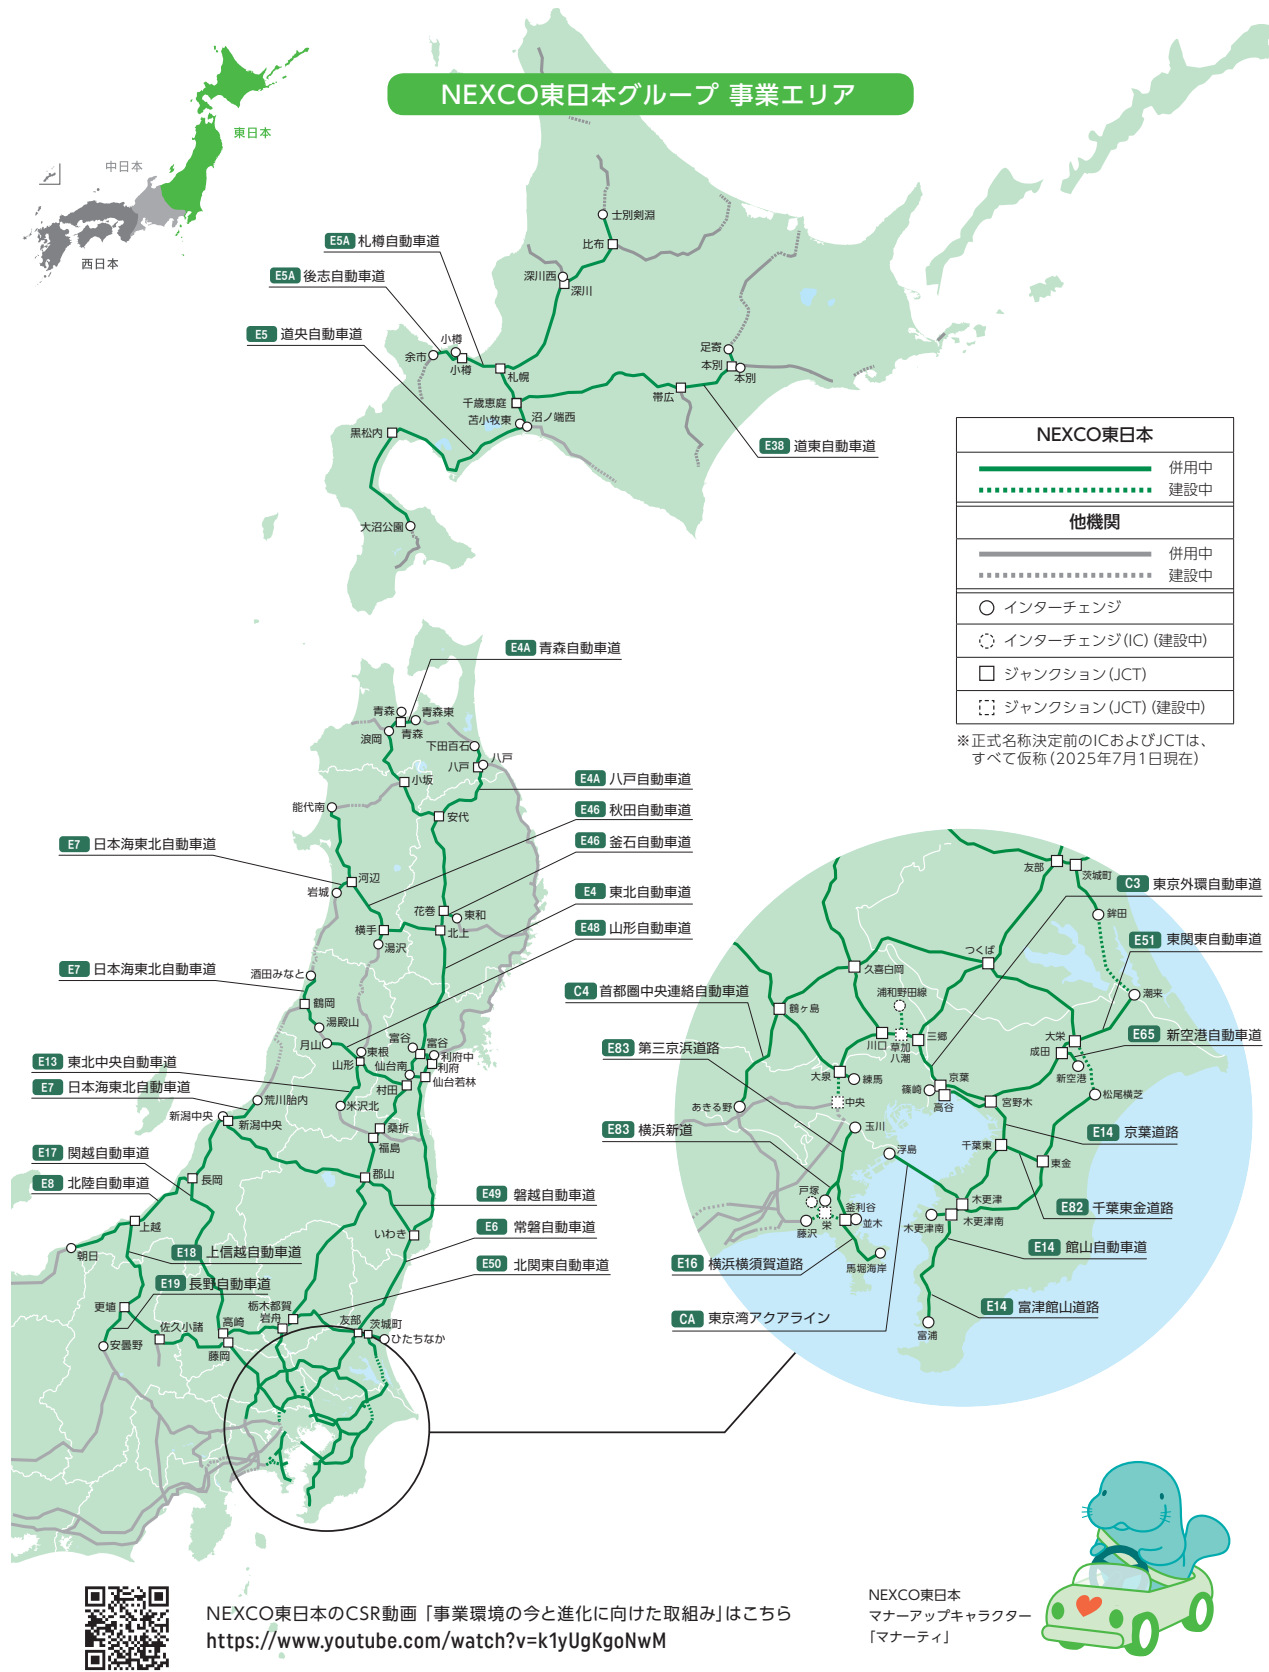 NEXCO東日本グループ 事業エリア
東日本
中日本
西日本
士別剣淵
比布
E5A 札樽自動車道
深川西
深川
E5A 後志自動車道
E5 道央自動車道
小樽
余市
小樽
札幌
足寄
本別
本別
帯広
千歳恵庭
苫小牧東
沼ノ端西
黒松内
E38 道東自動車道
大沼公園
NEXCO東日本
併用中
建設中
他機関
併用中
建設中
インターチェンジ
インターチェンジ(IC)(建設中)
ジャンクション(JCT)
ジャンクション(JCT)(建設中)
※正式名称決定前のICおよびJCTは、
すべて仮称(2025年7月1日現在)
E4A 青森自動車道
青森
青森東
浪岡
青森
下田百石
八戸
八戸
小坂
E4A 八戸自動車道
能代南
安代
E46 秋田自動車道
E46 釜石自動車道
E7 日本海東北自動車道
河辺
岩城
E4 東北自動車道
花巻
東和
横手
北上
E48 山形自動車道
湯沢
E7 日本海東北自動車道
酒田みなと
鶴岡
湯殿山
月山
富谷
富谷
東根
利府中
利府
山形
仙台南
仙台若林
E13 東北中央自動車道
村田
E7 日本海東北自動車道
荒川胎内
米沢北
新潟中央
新潟中央
桑折
福島
E17 関越自動車道
長岡
郡山
E8 北陸自動車道
E49 磐越自動車道
上越
いわき
E6 常磐自動車道
朝日
E18 上信越自動車道
E50 北関東自動車道
E19 長野自動車道
更埴
栃木都賀
岩舟
佐久小諸
高崎
友部
茨城町
安曇野
藤岡
ひたちなか
友部
茨城町
C3 東京外環自動車道
鉾田
E51 東関東自動車道
つくば
久喜白岡
C4 首都圏中央連絡自動車道
浦和野田線
潮来
鶴ヶ島
E65 新空港自動車道
大栄
川口
草加
八潮
三郷
成田
E83 第三京浜道路
新空港
大泉
練馬
京葉
篠崎
高谷
宮野木
松尾横芝
あきる野
中央
E83 横浜新道
玉川
E14 京葉道路
浮島
千葉東
東金
戸塚
木更津
釜利谷
E82 千葉東金道路
藤沢
栄
並木
木更津南
木更津南
E14 館山自動車道
馬堀海岸
E16 横浜横須賀道路
E14 富津館山道路
CA 東京湾アクアライン
富浦
NEXCO東日本
マナーアップキャラクター
「マナーティ」
NEXCO東日本のCSR動画「事業環境の今と進化に向けた取組み」はこちら
https://www.youtube.com/watch?v=k1yUgKgoNwM